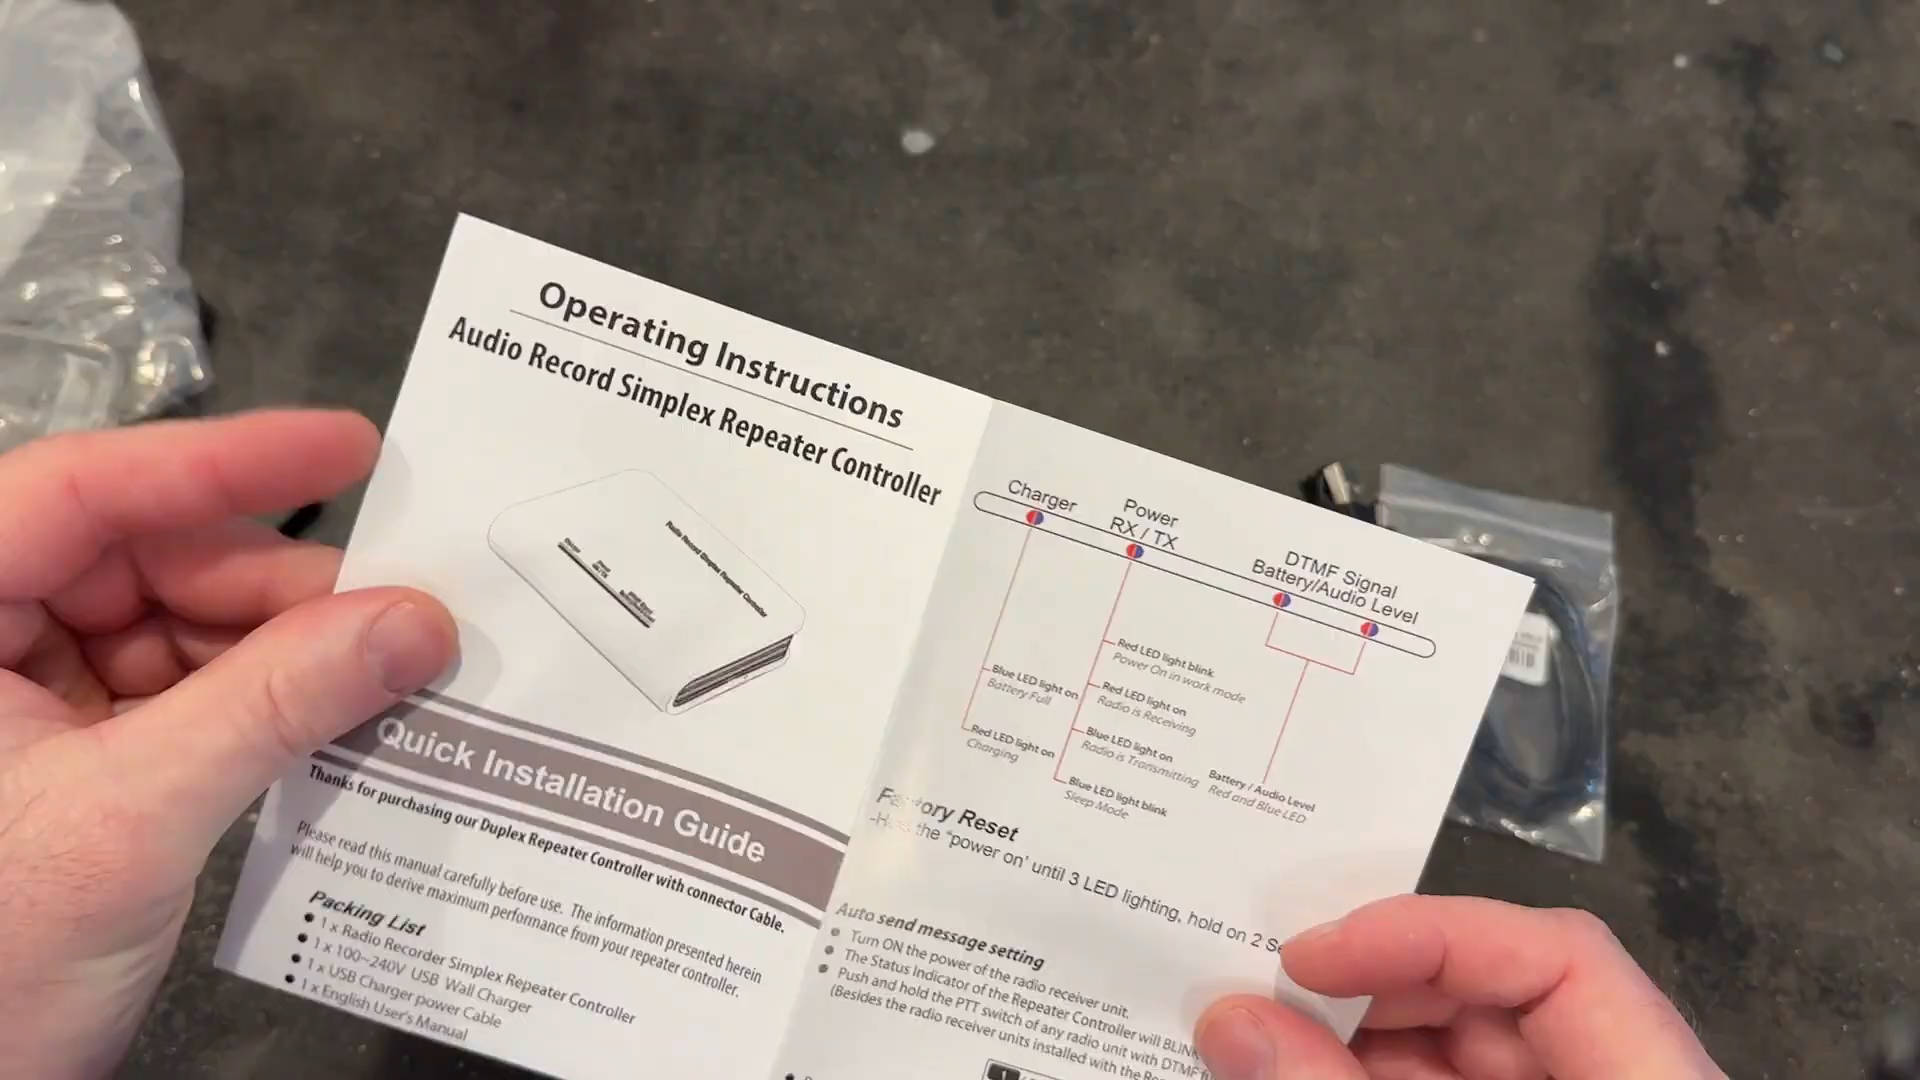 Operating Instructions
Audio Record Simplex Repeater Controller
Audio Record Simplex Repeater Controller
Quick Installation Guide
Thanks for purchasing our Duplex Repeater Controller with connector Cable.
Please read this manual carefully before use. The information presented herein
will help you to derive maximum performance from your repeater controller.
Packing List
1 x Radio Recorder Simplex Repeater Controller
1 x 100~240V USB Wall Charger
1 x USB Charger power Cable
1 x English User's Manual
Charger
Power
RX / TX
DTMF Signal
Battery/Audio Level
Blue LED light on
Battery Full
Red LED light on
Charging
Red LED light blink
Power On in work mode
Red LED light on
Radio is Receiving
Blue LED light on
Radio is Transmitting
Blue LED light blink
Sleep Mode
Battery / Audio Level
Red and Blue LED
Factory Reset
the "power on' until 3 LED lighting, hold on 2
Auto send message setting
Turn ON the power of the radio receiver unit.
The Status Indicator of the Repeater Controller will BLINK
Push and hold the PTT switch of any radio unit with DTMF
(Besides the radio receiver units installed with the
1